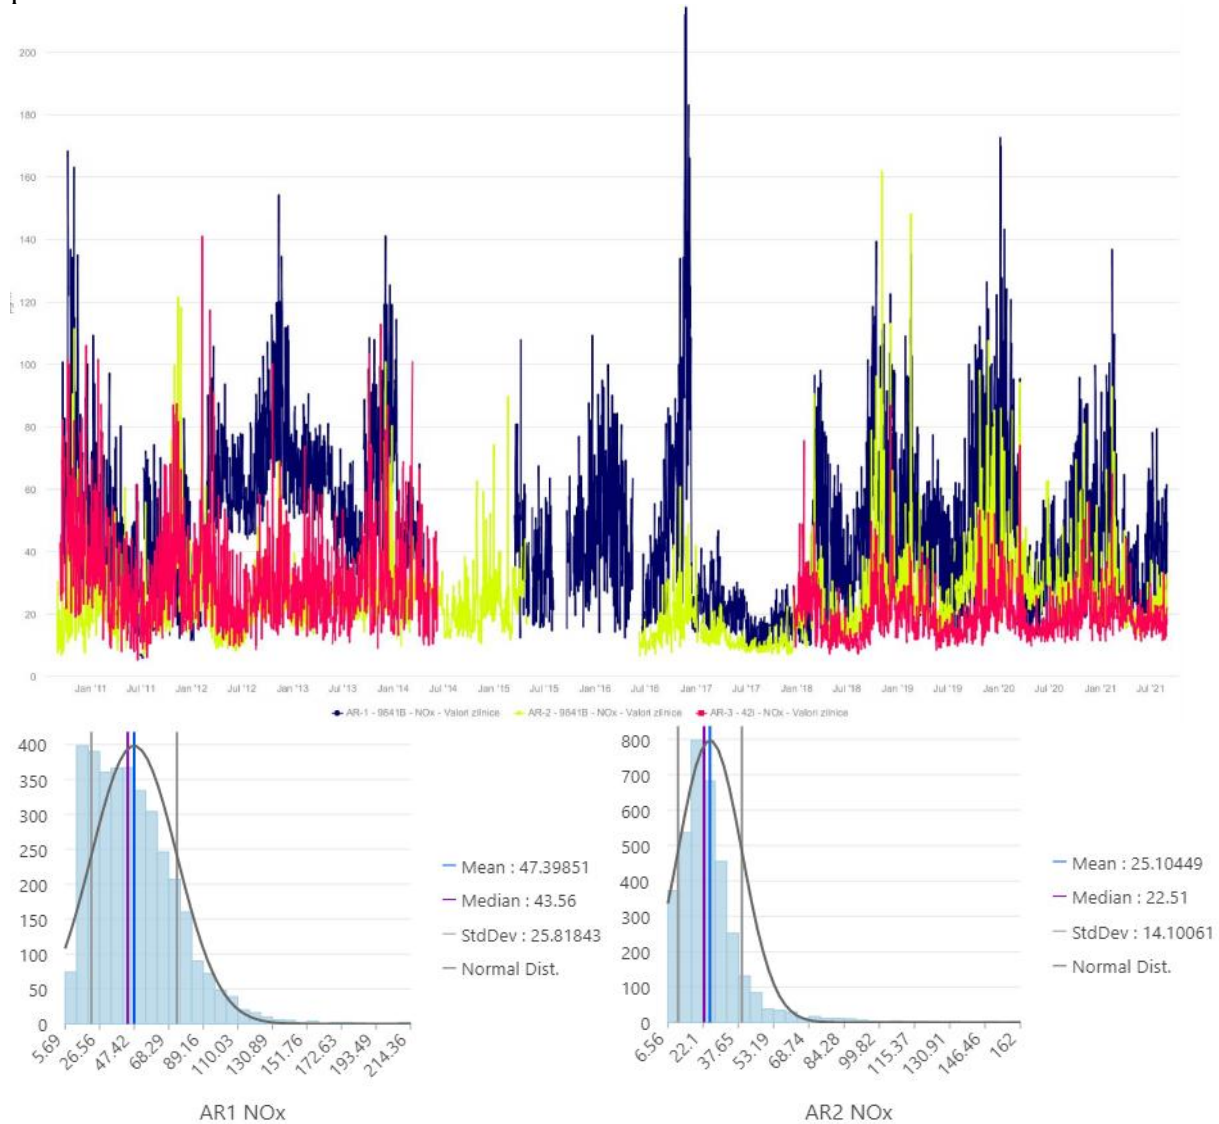 200
180
160
140
120
100
80
60
40
20
0
Jan '11 Jul '11 Jan '12 Jul '12 Jan '13 Jul '13 Jan '14 Jul '14 Jan '15 Jul '15 Jan '16 Jul '16 Jan '17 Jul '17 Jan '18 Jul '18 Jan '19 Jul '19 Jan '20 Jul '20 Jan '21 Jul '21
AR-1 - 9841B - NOx - Valori zilnice AR-2 - 9841B - NOx - Valori zilnice AR-3 - 42i - NOx - Valori zilnice
400
350
300
250
200
150
100
50
0
5.69 26.56 47.42 68.29 89.16 110.03 130.89 151.76 172.63 193.49 214.36
AR1 NOx
Mean : 47.39851
Median : 43.56
StdDev : 25.81843
Normal Dist.
800
700
600
500
400
300
200
100
0
6.56 22.1 37.65 53.19 68.74 84.28 99.82 115.37 130.91 146.46 162
AR2 NOx
Mean : 25.10449
Median : 22.51
StdDev : 14.10061
Normal Dist.